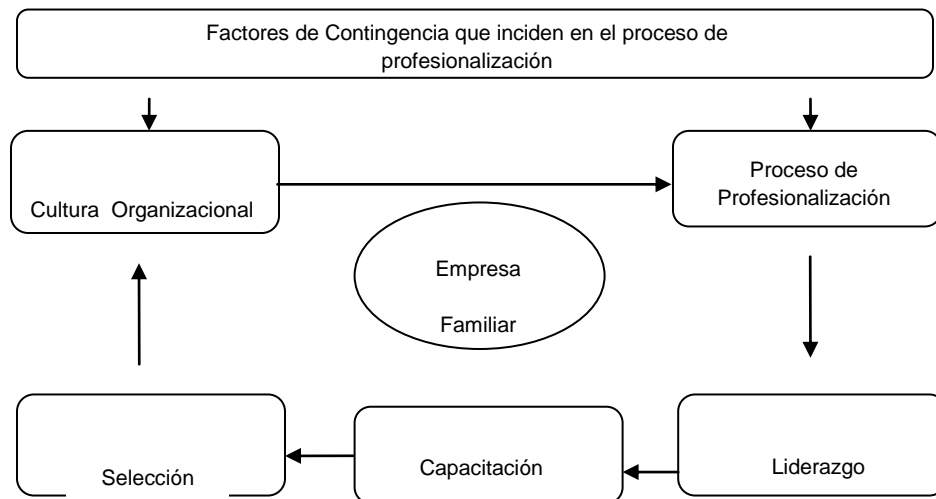 Factores de Contingencia que inciden en el proceso de
profesionalización
Cultura Organizacional
Proceso de
Profesionalización
Empresa
Familiar
Selección
Capacitación
Liderazgo